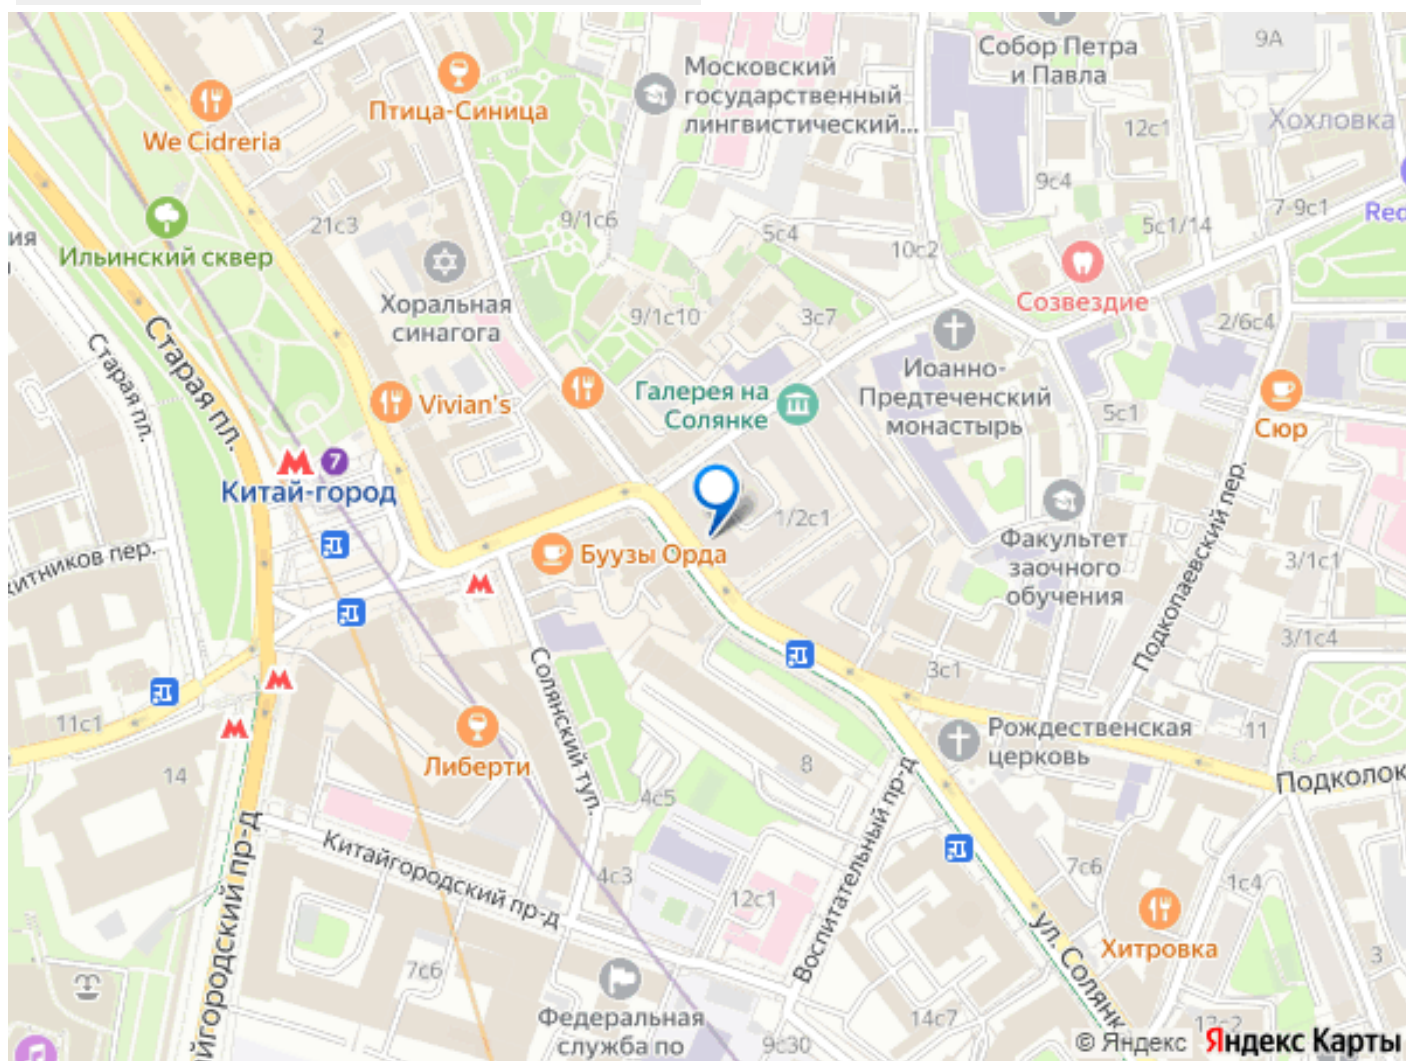 2
Собор Петра
и Павла
9А
Птица-Синица
Московский
государственный
лингвистический...
We Cidreria
12с1
Хохловка
9с4
7-9с1
Red
21с3
9/1с6
5с4
10с2
5с1/14
ия
Ильинский сквер
Хоральная
синагога
Созвездие
9/1с10
3с7
2/6с4
Старая пл.
Старая пл.
Иоанно-
Предтеченский
монастырь
Галерея на
Солянке
Vivian's
5с1
Сюр
7
Китай-город
1/2с1
Подкопаевский пер.
Буузы Орда
Факультет
заочного
обучения
3/1с1
итников пер.
3/1с4
Солянский туп.
3с1
11с1
Рождественская
церковь
11
Либерти
14
8
Подколок
4с5
Китайгородский пр-д
айгородский пр-д
Воспитательный пр-д
4с3
12с1
7с6
1с4
Хитровка
ул. Солянк
7с6
3
Федеральная
служба по
14с7
9с30
13с2
© Яндекс Яндекс Карты